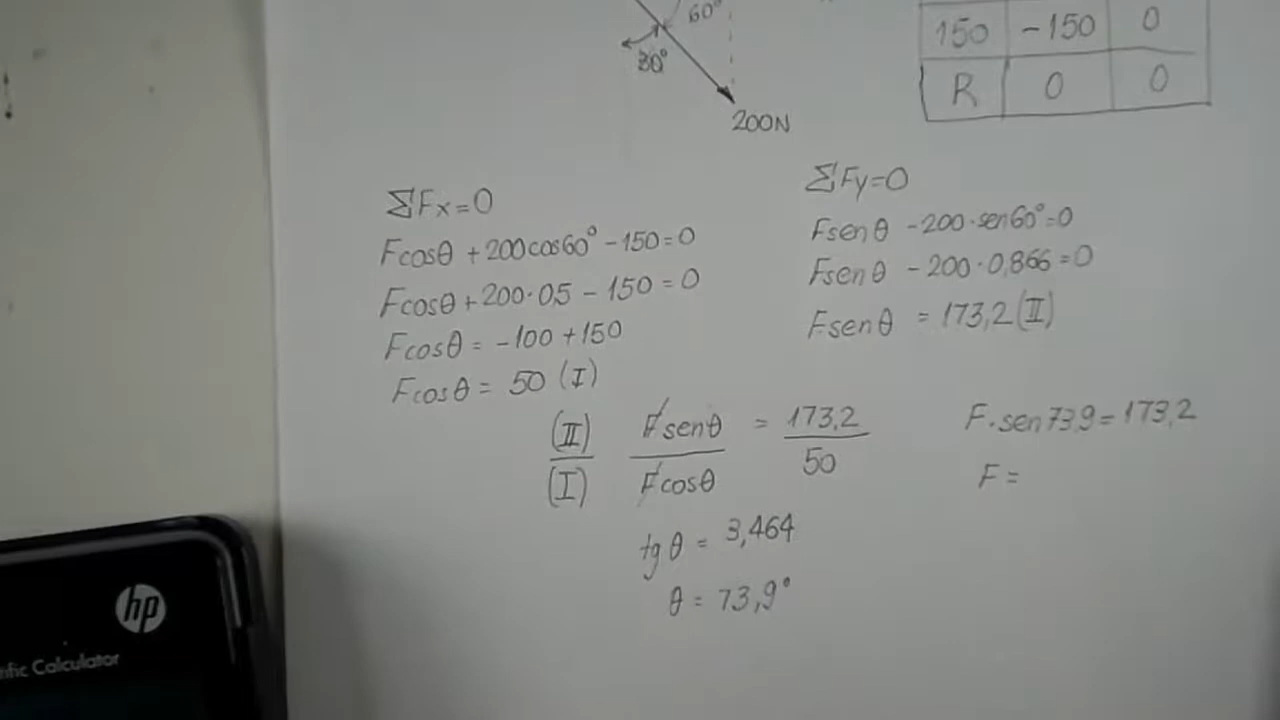 60°
30°
200N
150 -150 0
R 0 0
ΣFx=0
Fcosθ +200cos60° -150=0
Fcosθ+200·0,5 - 150 = 0
Fcosθ = -100 +150
Fcosθ = 50 (I)
ΣFy=0
Fsenθ -200·sen60°=0
Fsenθ - 200·0,866=0
Fsenθ = 173,2 (II)
(II) Fsenθ = 173,2
(I) Fcosθ 50
tgθ = 3,464
θ = 73,9°
F·sen73,9=173,2
F =
hp
Calculator